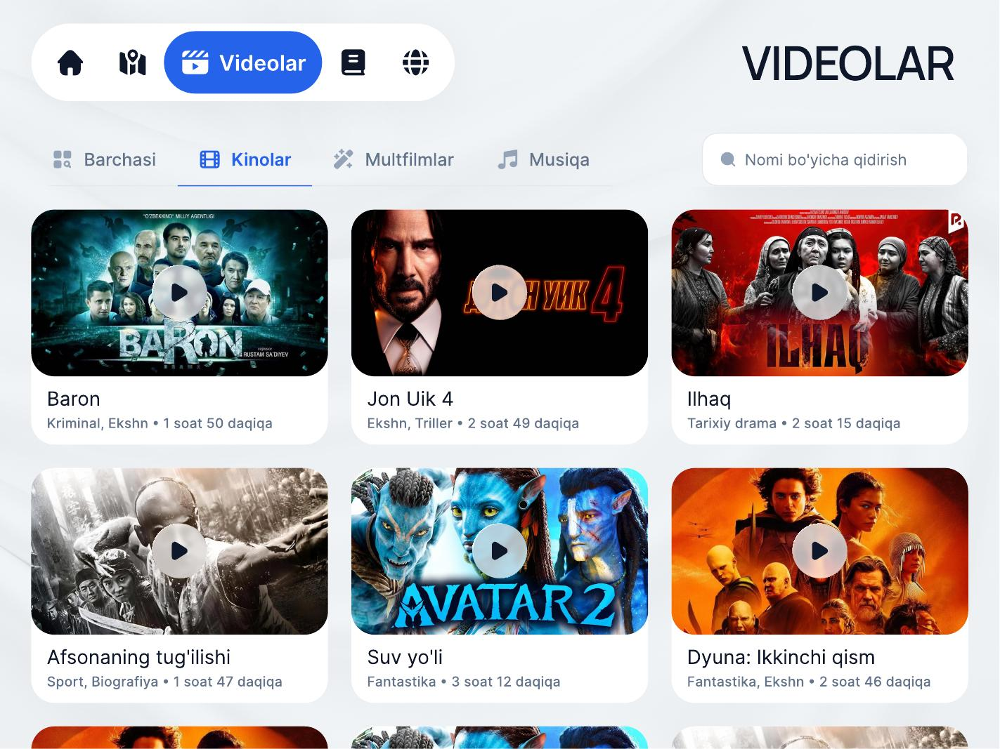 Videolar
VIDEOLAR
Barchasi
Kinolar
Multfilmlar
Musiqa
Nomi bo'yicha qidirish
"O'ZBEKKINO" MILLIY AGENTLIGI
BARON
rejissor
RUSTAM SA'DIYEV
DRAMA
ДЖОН УИК 4
ILHAQ
Baron
Kriminal, Ekshn • 1 soat 50 daqiqa
Jon Uik 4
Ekshn, Triller • 2 soat 49 daqiqa
Ilhaq
Tarixiy drama • 2 soat 15 daqiqa
AVATAR 2
Afsonaning tug'ilishi
Sport, Biografiya • 1 soat 47 daqiqa
Suv yo'li
Fantastika • 3 soat 12 daqiqa
Dyuna: Ikkinchi qism
Fantastika, Ekshn • 2 soat 46 daqiqa